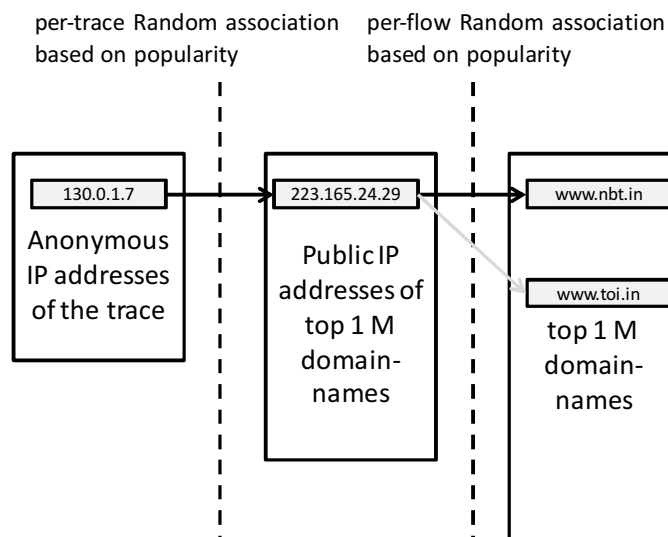 per-trace Random association
based on popularity
per-flow Random association
based on popularity
130.0.1.7
Anonymous
IP addresses
of the trace
223.165.24.29
Public IP
addresses of
top 1 M
domain-
names
www.nbt.in
www.toi.in
top 1 M
domain-
names